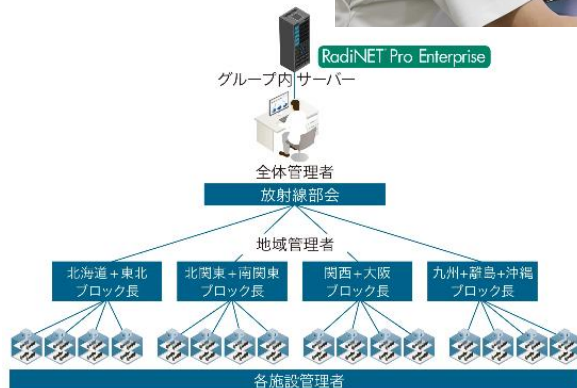 RadiNET Pro Enterprise
グループ内 サーバー
全体管理者
放射線部会
地域管理者
北海道+東北
ブロック長
北関東+南関東
ブロック長
関西+大阪
ブロック長
九州+離島+沖縄
ブロック長
各施設管理者